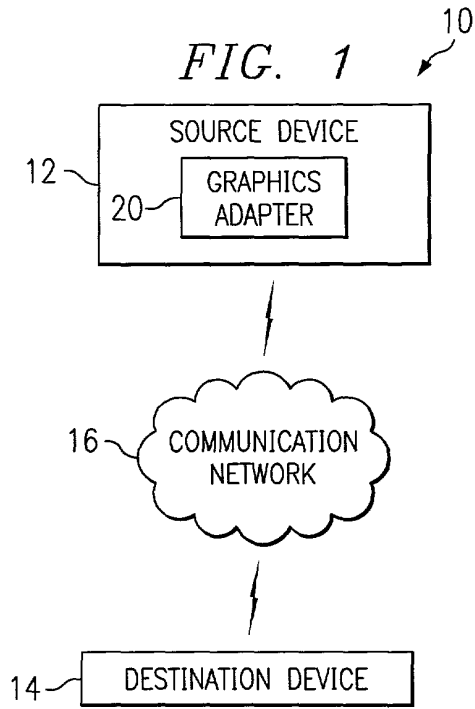 10
FIG. 1
SOURCE DEVICE
12
GRAPHICS
20
ADAPTER
16
COMMUNICATION
NETWORK
14
DESTINATION DEVICE